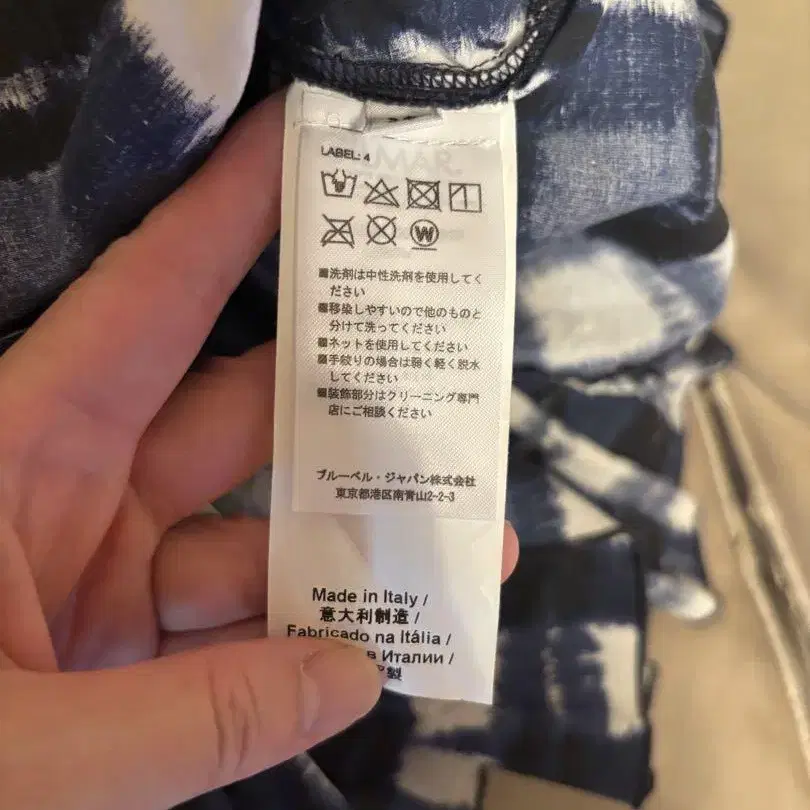 LABEL: 4
W
■洗剤は中性洗剤を使用してく
ださい
■移染しやすいので他のものと
分けて洗ってください
■ネットを使用してください
■手絞りの場合は弱く軽く脱水
してください
■装飾部分はクリーニング専門
店にご相談ください
ブルーベル・ジャパン株式会社
東京都港区南青山2-2-3
Made in Italy /
意大利制造 /
Fabricado na Itália /
в Италии /
製